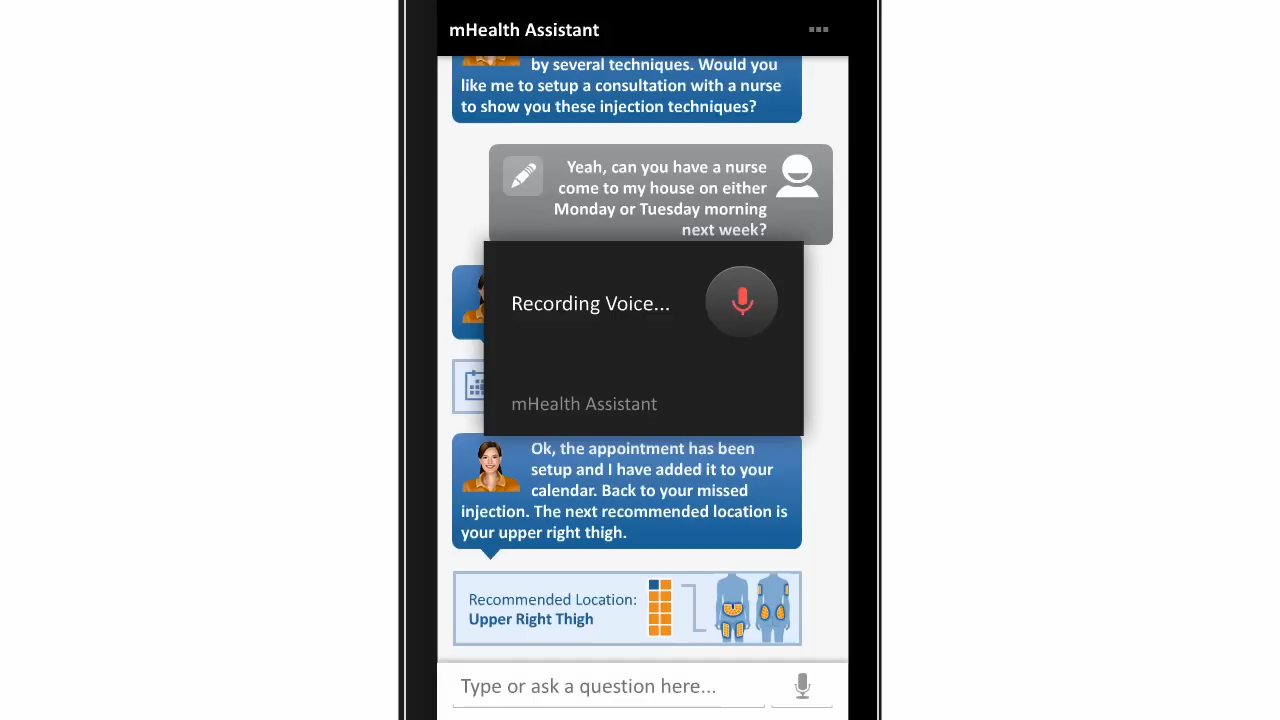 mHealth Assistant
by several techniques. Would you
like me to setup a consultation with a nurse
to show you these injection techniques?
Yeah, can you have a nurse
come to my house on either
Monday or Tuesday morning
next week?
Recording Voice...
mHealth Assistant
Ok, the appointment has been
setup and I have added it to your
calendar. Back to your missed
injection. The next recommended location is
your upper right thigh.
Recommended Location:
Upper Right Thigh
Type or ask a question here...